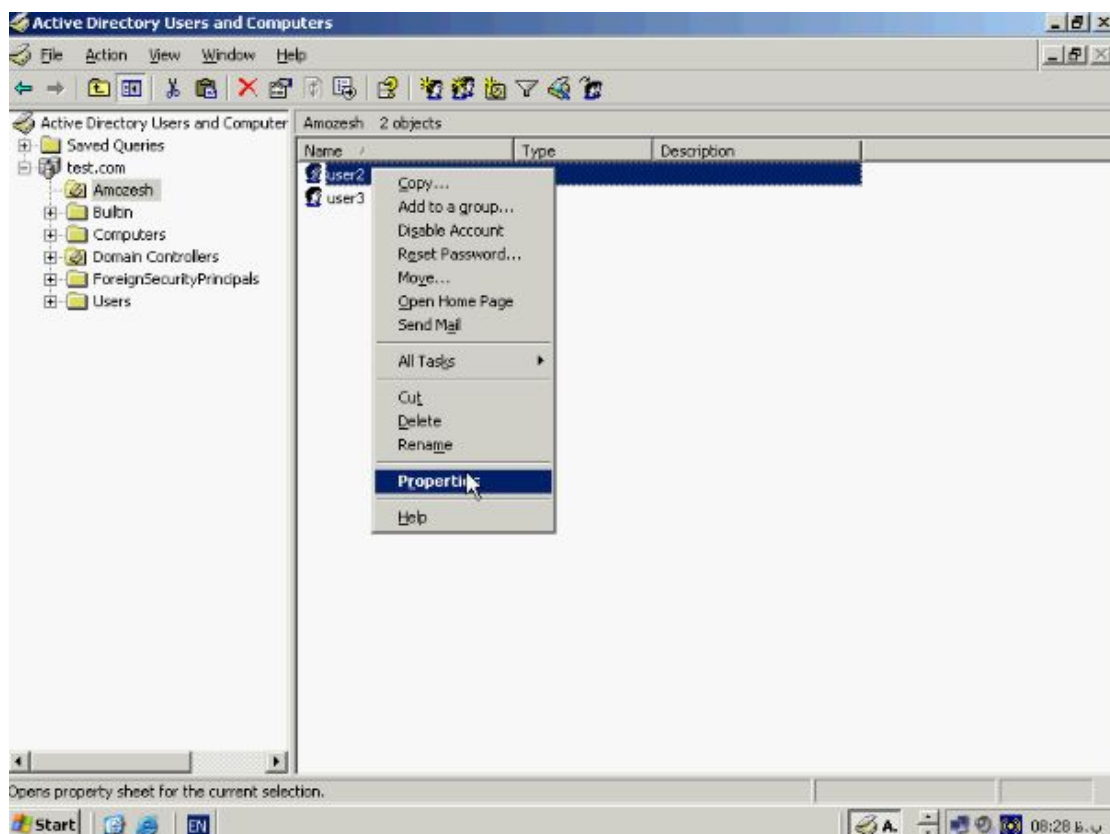 Active Directory Users and Computers
File Action View Window Help
Active Directory Users and Computer
Saved Queries
test.com
Amozesh
Builtin
Computers
Domain Controllers
ForeignSecurityPrincipals
Users
Amozesh 2 objects
Name Type Description
user2
user3
Copy...
Add to a group...
Disable Account
Reset Password...
Move...
Open Home Page
Send Mail
All Tasks
Cut
Delete
Rename
Properties
Help
Opens property sheet for the current selection.
Start EN A. 08:28